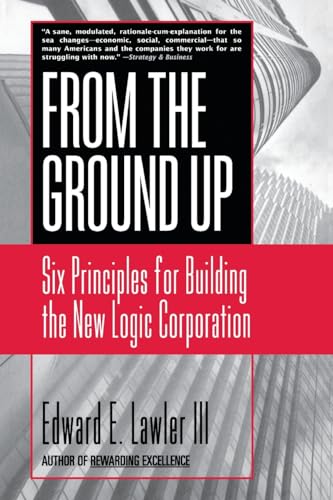 "A sane, modulated, rationale-cum-explanation for the
sea changes—economic, social, commercial—that so
many Americans and the companies they work for are
struggling with now." —Strategy & Business
FROM THE
GROUND UP
Six Principles for Building
the New Logic Corporation
Edward E. Lawler III
AUTHOR OF REWARDING EXCELLENCE